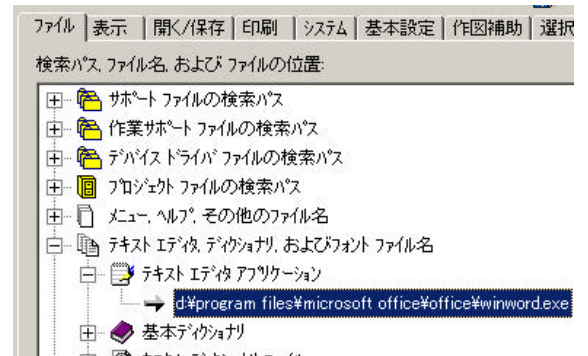 ファイル 表示 開く/保存 印刷 システム 基本設定 作図補助 選択
検索パス, ファイル名, および ファイルの位置:
サポート ファイルの検索パス
作業サポート ファイルの検索パス
デバイス ドライバ ファイルの検索パス
プロジェクト ファイルの検索パス
メニュー, ヘルプ, その他のファイル名
テキスト エディタ, ディクショナリ, およびフォント ファイル名
テキスト エディタ アプリケーション
d¥program files¥microsoft office¥office¥winword.exe
基本ディクショナリ